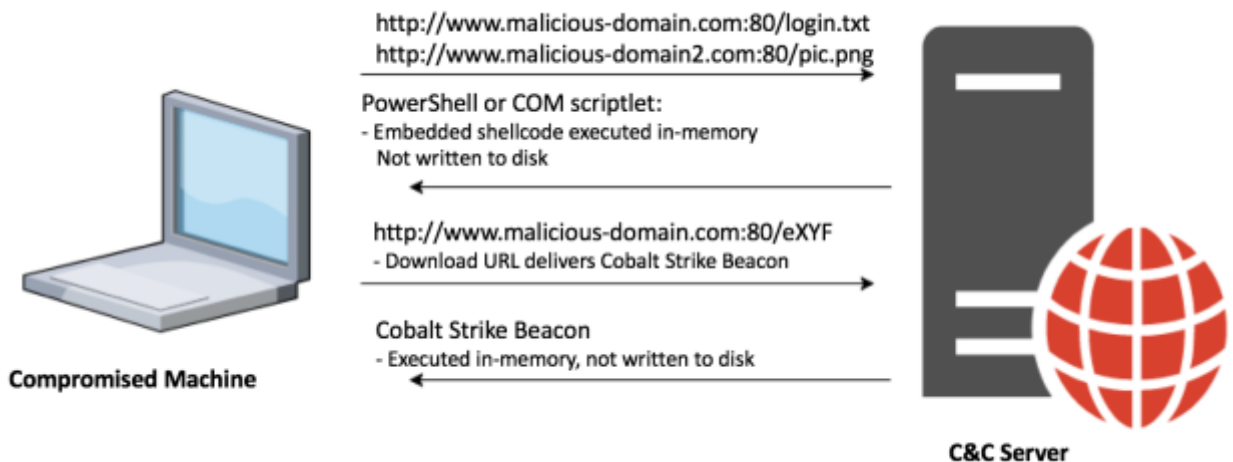 http://www.malicious-domain.com:80/login.txt
http://www.malicious-domain2.com:80/pic.png
PowerShell or COM scriptlet:
- Embedded shellcode executed in-memory
Not written to disk
http://www.malicious-domain.com:80/eXYF
- Download URL delivers Cobalt Strike Beacon
Cobalt Strike Beacon
- Executed in-memory, not written to disk
Compromised Machine
C&C Server